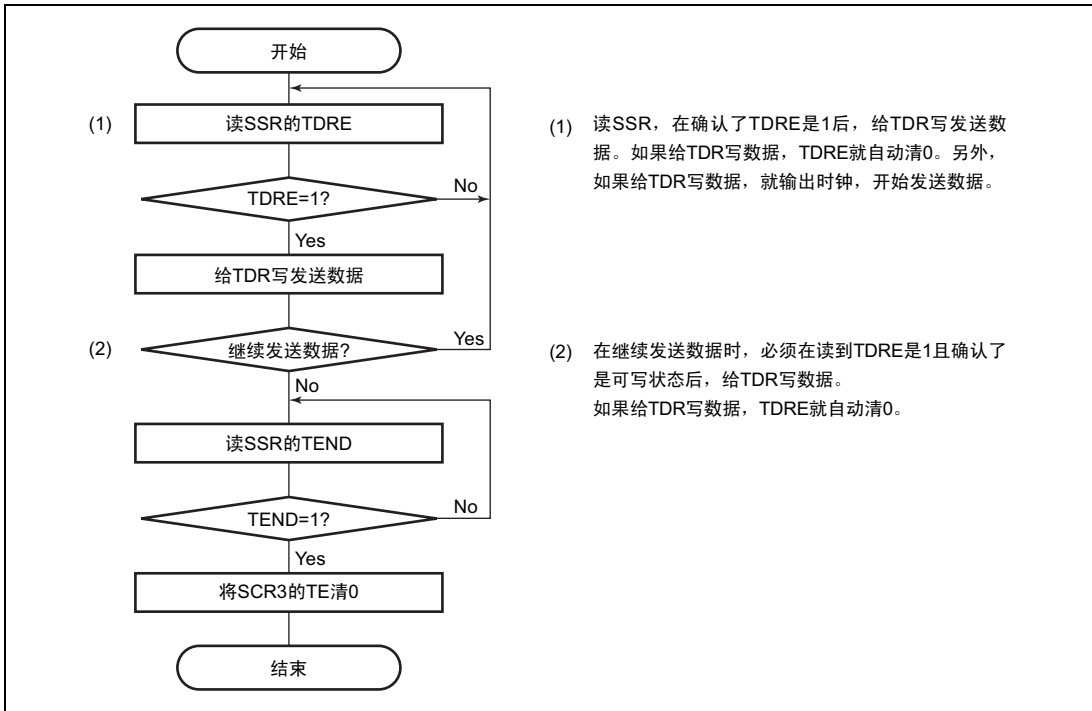 开始
(1)
读SSR的TDRE
TDRE=1?
No
Yes
给TDR写发送数据
(2)
继续发送数据?
Yes
No
读SSR的TEND
TEND=1?
No
Yes
将SCR3的TE清0
结束
(1) 读SSR，在确认了TDRE是1后，给TDR写发送数
据。如果给TDR写数据，TDRE就自动清0。另外，
如果给TDR写数据，就输出时钟，开始发送数据。
(2) 在继续发送数据时，必须在读到TDRE是1且确认了
是可写状态后，给TDR写数据。
如果给TDR写数据，TDRE就自动清0。